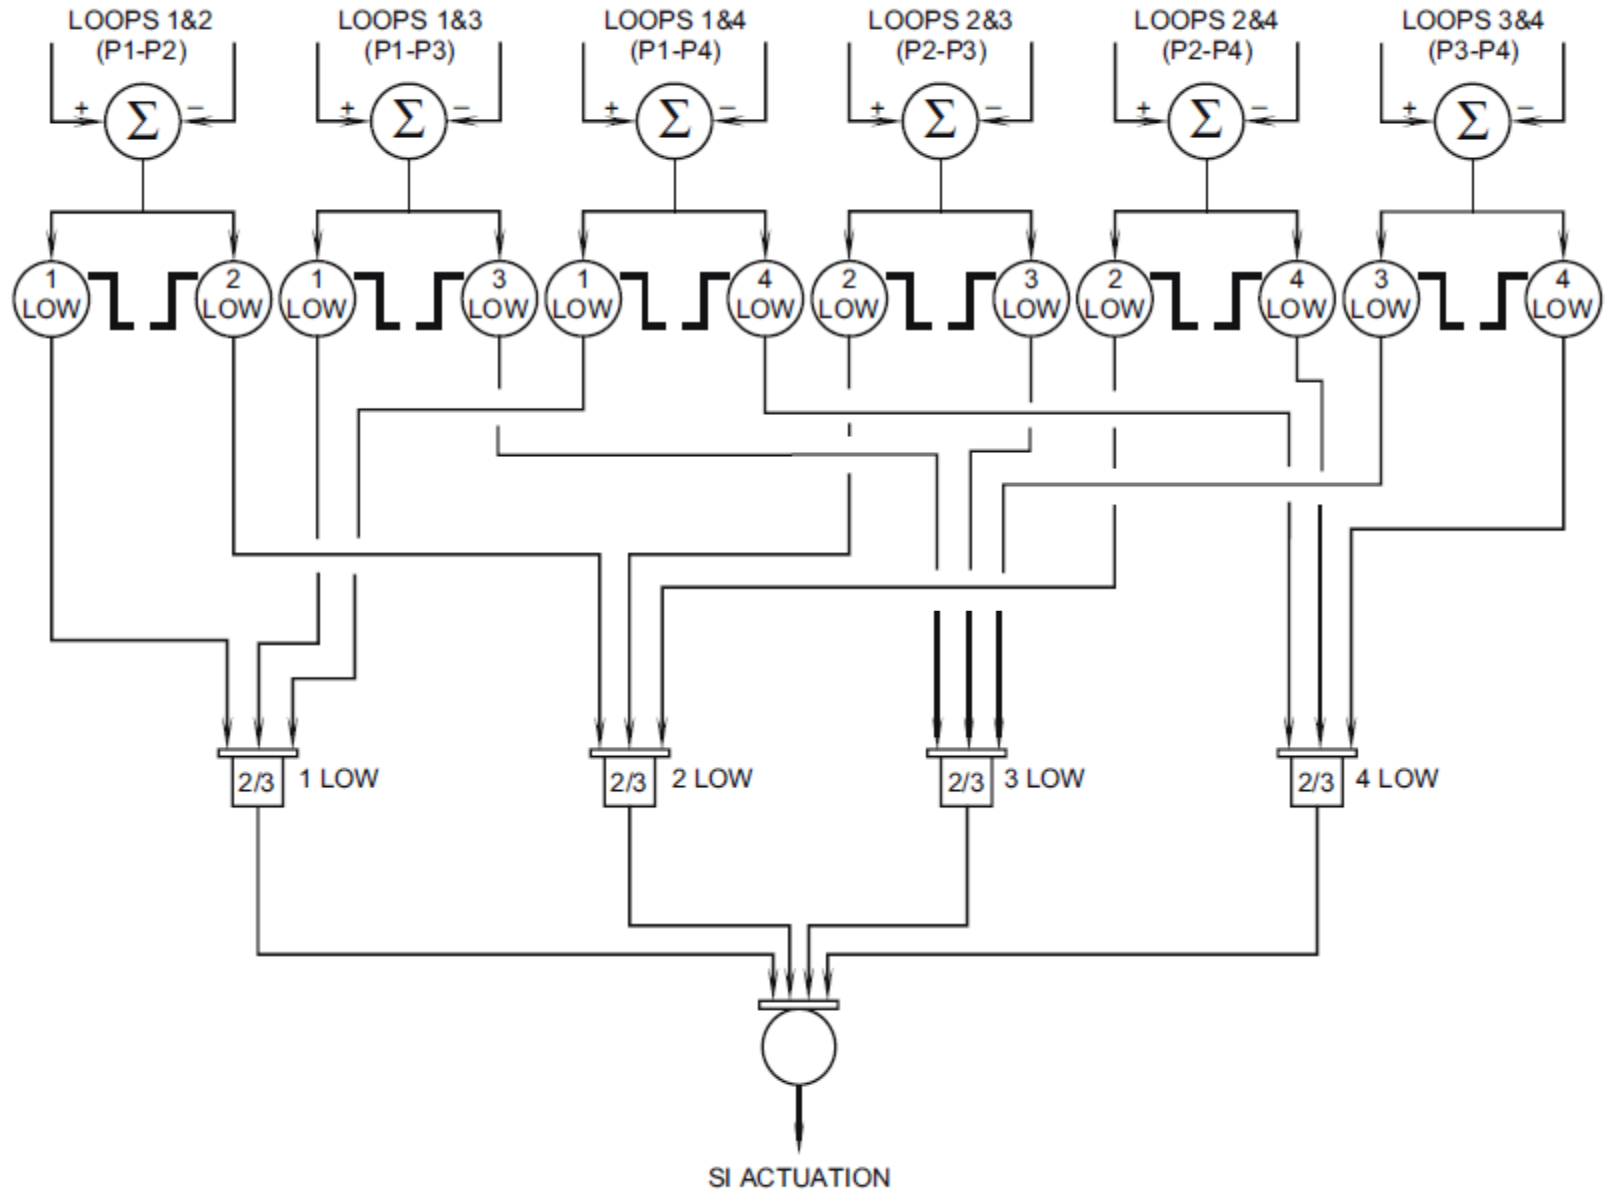 LOOPS 1&2
(P1-P2)
LOOPS 1&3
(P1-P3)
LOOPS 1&4
(P1-P4)
LOOPS 2&3
(P2-P3)
LOOPS 2&4
(P2-P4)
LOOPS 3&4
(P3-P4)
+ Σ −
+ Σ −
+ Σ −
+ Σ −
+ Σ −
+ Σ −
1
LOW
2
LOW
1
LOW
3
LOW
1
LOW
4
LOW
2
LOW
3
LOW
2
LOW
4
LOW
3
LOW
4
LOW
2/3 1 LOW
2/3 2 LOW
2/3 3 LOW
2/3 4 LOW
SI ACTUATION